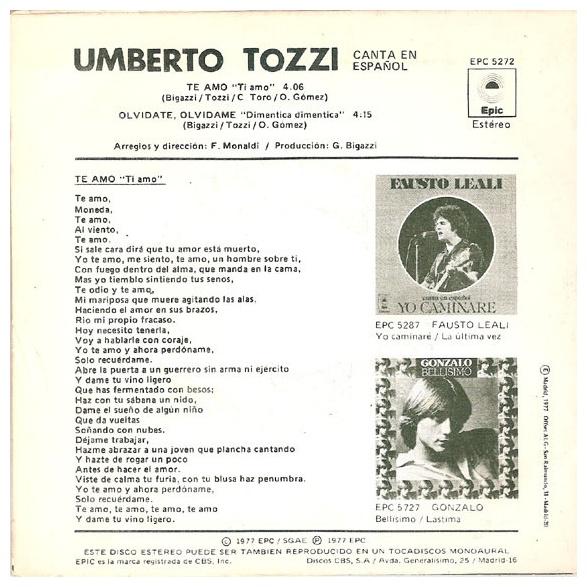 UMBERTO TOZZI CANTA EN ESPAÑOL
EPC 5272
Epic
Estéreo
TE AMO "Ti amo" 4.06
(Bigazzi/Tozzi/C. Toro/O. Gómez)
OLVIDATE, OLVIDAME "Dimentica dimentica" 4:15
(Bigazzi/Tozzi/O. Gómez)
Arreglos y dirección: F. Monaldi / Producción: G. Bigazzi
TE AMO "Ti amo"
Te amo,
Moneda,
Te amo,
Al viento,
Te amo.
Si sale cara dirá que tu amor está muerto,
Yo te amo, me siento, te amo, un hombre sobre ti,
Con fuego dentro del alma, que manda en la cama,
Mas yo tiemblo sintiendo tus senos,
Te odio y te amo,
Mi mariposa que muere agitando las alas.
Haciendo el amor en sus brazos,
Rio mi propio fracaso.
Hoy necesito tenerla,
Voy a hablarle con coraje,
Yo te amo y ahora perdóname,
Solo recuérdame.
Abre la puerta a un guerrero sin arma ni ejército
Y dame tu vino ligero
Que has fermentado con besos;
Haz con tu sábana un nido,
Dame el sueño de algún niño
Que da vueltas
Soñando con nubes.
Déjame trabajar,
Hazme abrazar a una joven que plancha cantando
Y hazte de rogar un poco
Antes de hacer el amor.
Viste de calma tu furia, con tu blusa haz penumbra.
Yo te amo y ahora perdóname,
Solo recuérdame.
Te amo, te amo, te amo, te amo
Y dame tu vino ligero.
FAUSTO LEALI
canta en español
YO CAMINARE
EPC 5287 FAUSTO LEALI
Yo caminaré / La última vez
GONZALO
BELLISIMO
EPC 5727 GONZALO
Bellísimo / Lastima
Ⓔ Madrid, 1977 - Offset
Madrid-20
Ⓒ 1977 EPC / SGAE Ⓟ 1977 EPC
ESTE DISCO ESTEREO PUEDE SER TAMBIEN REPRODUCIDO EN UN TOCADISCOS MONOAURAL
EPIC es la marca registrada de CBS, Inc. Discos CBS, S.A / Avda. Generalísimo, 25 / Madrid-16